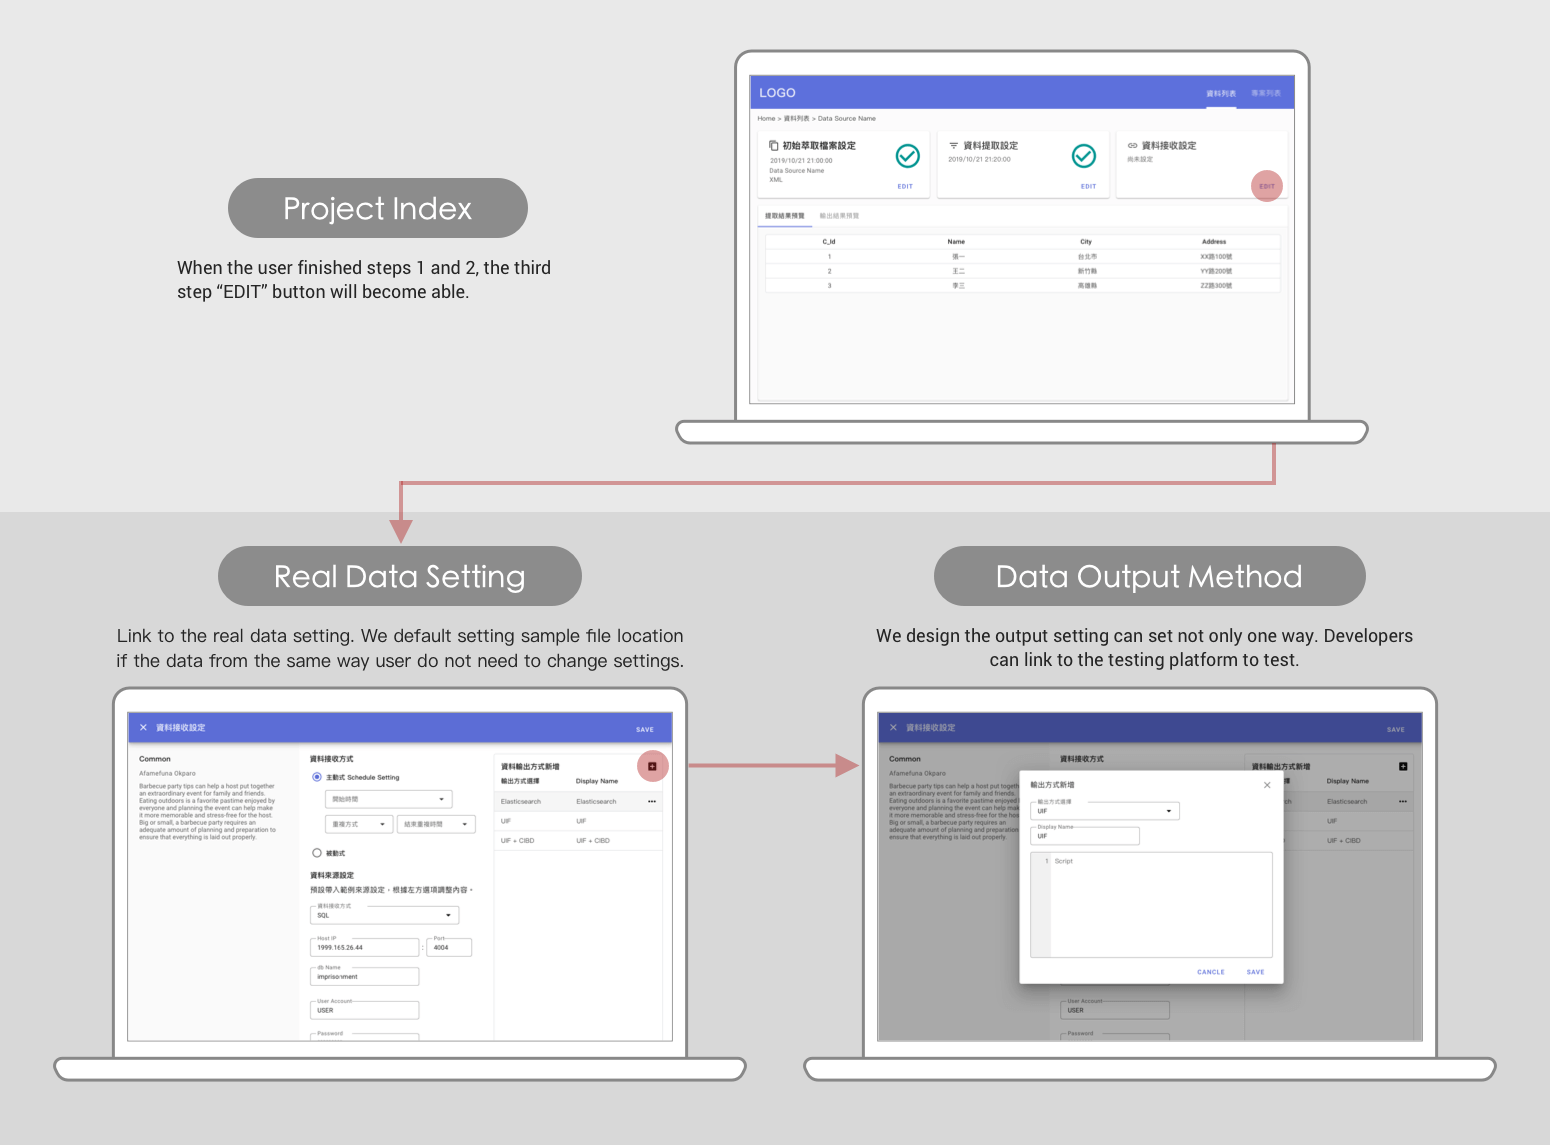 Project Index
When the user finished steps 1 and 2, the third
step “EDIT” button will become able.
LOGO
資料列表
專案列表
Home > 資料列表 > Data Source Name
初始萃取檔案設定
2019/10/21 21:00:00
Data Source Name
XML
EDIT
資料提取設定
2019/10/21 21:20:00
EDIT
資料接收設定
尚未設定
EDIT
提取結果預覽
輸出結果預覽
C_Id Name City Address
1 張一 台北市 XX路100號
2 王二 新竹縣 YY路200號
3 李三 高雄縣 ZZ路300號
Real Data Setting
Link to the real data setting. We default setting sample file location
if the data from the same way user do not need to change settings.
× 資料接收設定
SAVE
Common
Afamefuna Okparo
Barbecue party tips can help a host put together
an extraordinary event for family and friends.
Eating outdoors is a favorite pastime enjoyed by
everyone and planning the event can help make
it more memorable and stress-free for the host.
Big or small, a barbecue party requires an
adequate amount of planning and preparation to
ensure that everything is laid out properly.
資料接收方式
主動式 Schedule Setting
開始時間
重複方式
結束重複時間
被動式
資料來源設定
預設帶入範例來源設定，根據左方選項調整內容。
資料接收方式
SQL
Host IP
1999.165.26.44
:
Port
4004
db Name
imprisonment
User Account
USER
Password
資料輸出方式新增
輸出方式選擇 Display Name
Elasticsearch Elasticsearch
UIF UIF
UIF + CIBD UIF + CIBD
Data Output Method
We design the output setting can set not only one way. Developers
can link to the testing platform to test.
× 資料接收設定
SAVE
Common
Afamefuna Okparo
Barbecue party tips can help a host put togeth
an extraordinary event for family and friends.
Eating outdoors is a favorite pastime enjoyed
everyone and planning the event can help mak
it more memorable and stress-free for the hos
Big or small, a barbecue party requires an
adequate amount of planning and preparation
ensure that everything is laid out properly.
資料接收方式
輸出方式新增
×
輸出方式選擇
UIF
Display Name
UIF
1 Script
CANCLE
SAVE
User Account
USER
Password
資料輸出方式新增
擇 Display Name
ch Elasticsearch
UIF
D UIF + CIBD